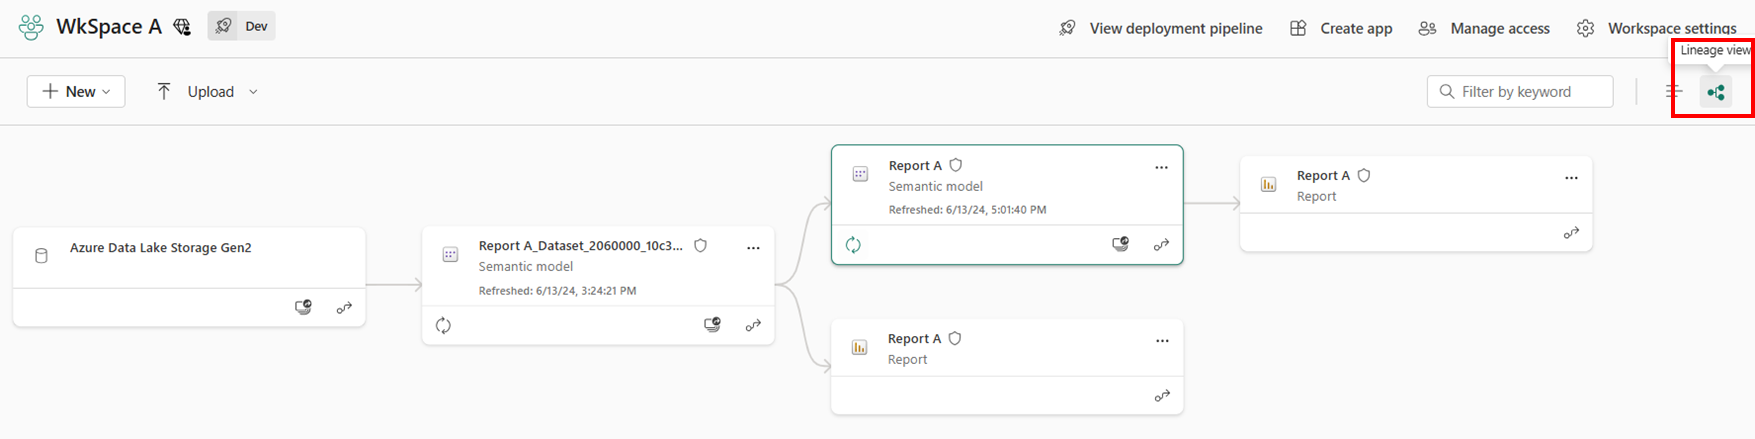 WkSpace A
Dev
View deployment pipeline
Create app
Manage access
Workspace settings
Lineage view
New
Upload
Filter by keyword
Azure Data Lake Storage Gen2
Report A_Dataset_2060000_10c3...
Semantic model
Refreshed: 6/13/24, 3:24:21 PM
Report A
Semantic model
Refreshed: 6/13/24, 5:01:40 PM
Report A
Report
Report A
Report